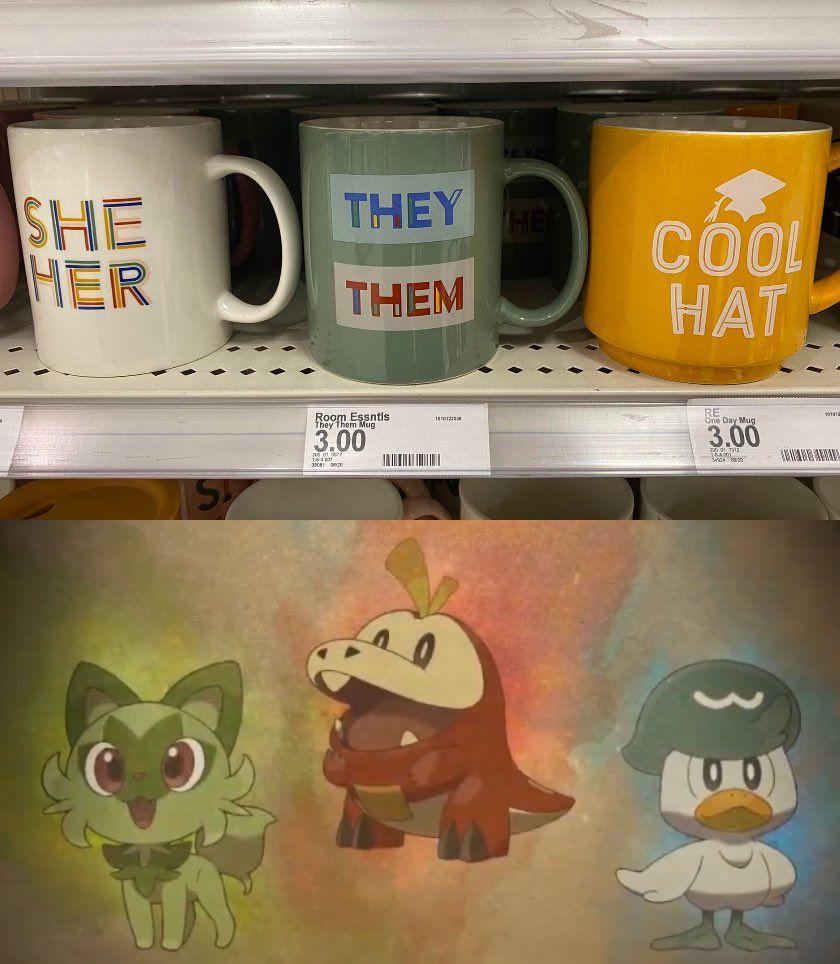 SHE
HER
THEY
THEM
COOL
HAT
Room Essntls
They Them Mug
3.00
RE
One Day Mug
3.00
S.